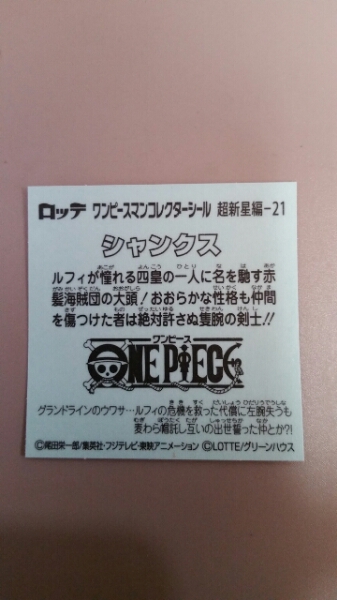 ロッテ ワンピースマンコレクターシール 超新星編-21
シャンクス
ルフィが憧れる四皇の一人に名を馳す赤
髪海賊団の大頭!おおらかな性格も仲間
を傷つけた者は絶対許さぬ隻腕の剣士!!
ワンピース
ONE PIECE
グランドラインのウワサ…ルフィの危機を救った代償に左腕失うも
麦わら帽託し互いの出世誓った仲とか?!
©尾田栄一郎/集英社・フジテレビ・東映アニメーション ©LOTTE/グリーンハウス